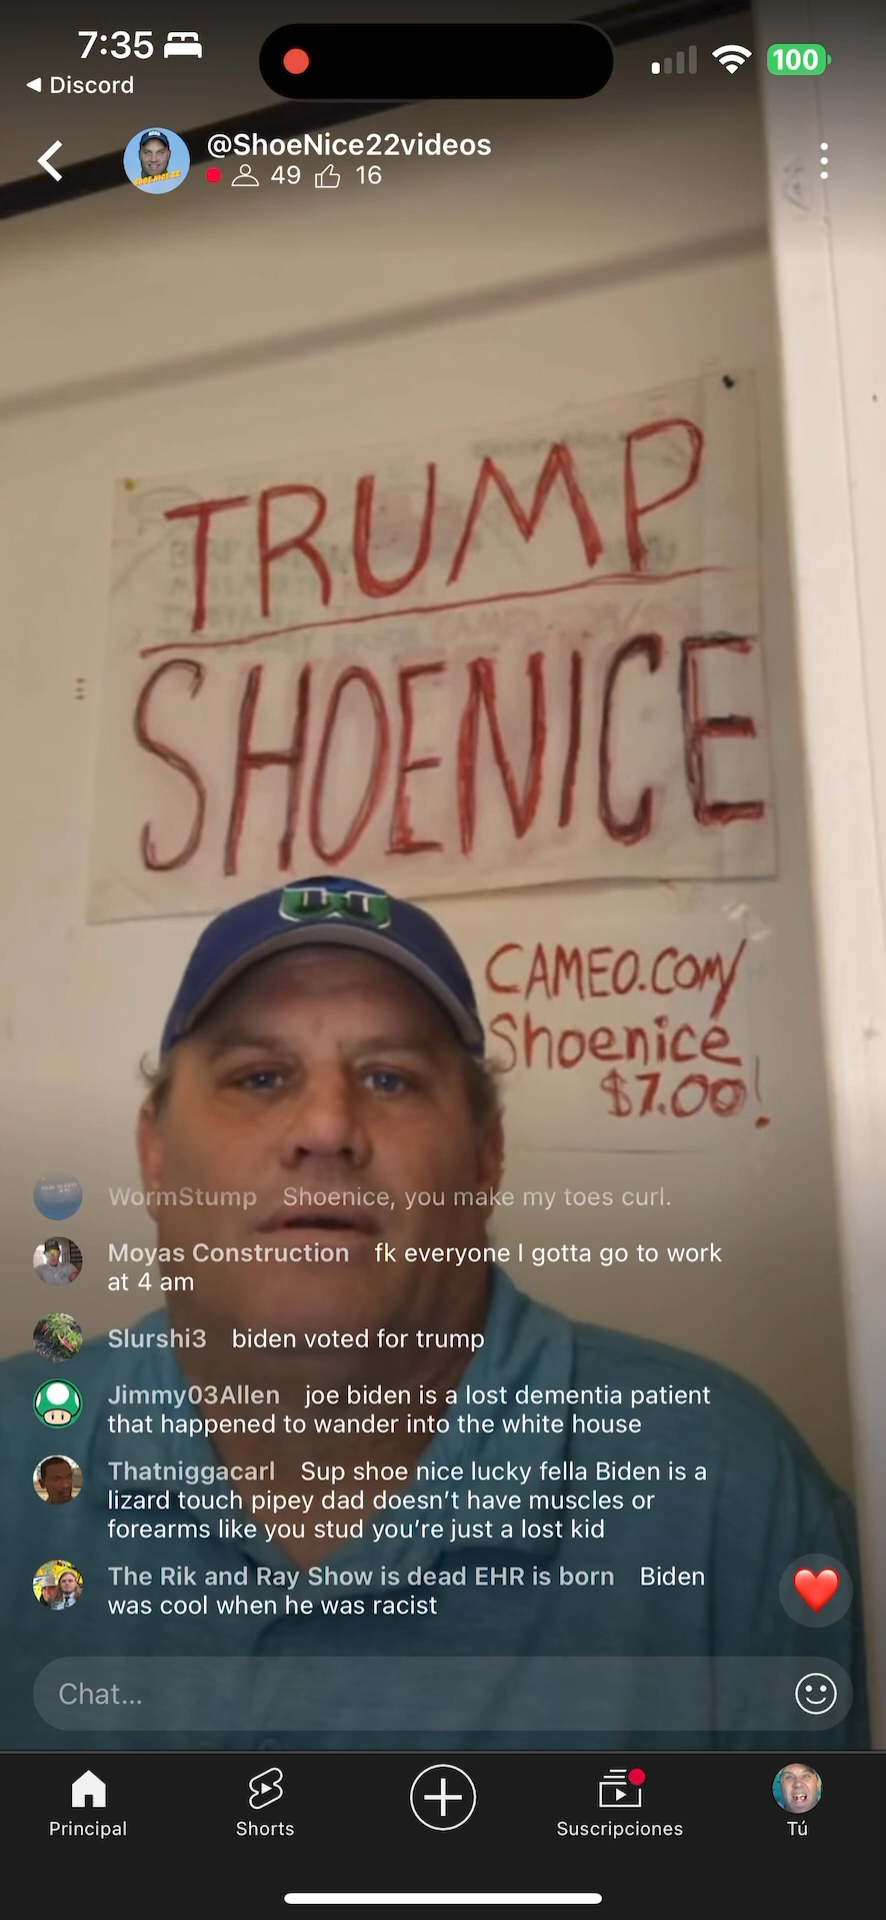 7:35
100
Discord
@ShoeNice22videos
49 16
TRUMP
SHOENICE
CAMEO.COM/
Shoenice
$7.00!
WormStump Shoenice, you make my toes curl.
Moyas Construction fk everyone I gotta go to work
at 4 am
Slurshi3 biden voted for trump
Jimmy03Allen joe biden is a lost dementia patient
that happened to wander into the white house
Thatniggacarl Sup shoe nice lucky fella Biden is a
lizard touch pipey dad doesn’t have muscles or
forearms like you stud you’re just a lost kid
The Rik and Ray Show is dead EHR is born Biden
was cool when he was racist
Chat...
Principal
Shorts
Suscripciones
Tú